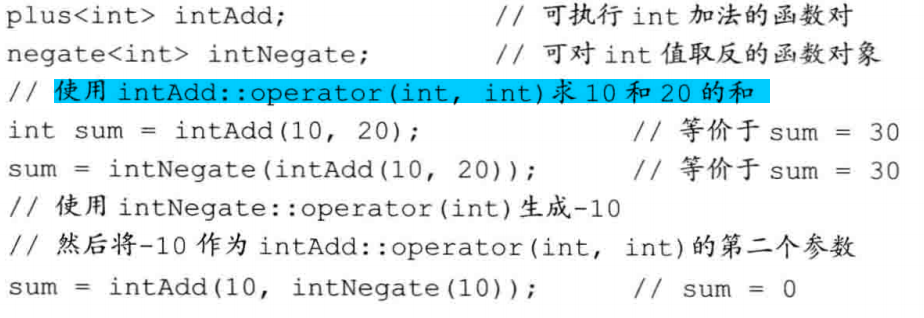 plus<int> intAdd; // 可执行 int 加法的函数对
negate<int> intNegate; // 可对 int 值取反的函数对象
// 使用 intAdd::operator(int, int)求 10 和 20 的和
int sum = intAdd(10, 20); // 等价于 sum = 30
sum = intNegate(intAdd(10, 20)); // 等价于 sum = 30
// 使用 intNegate::operator(int)生成-10
// 然后将-10 作为 intAdd::operator(int, int)的第二个参数
sum = intAdd(10, intNegate(10)); // sum = 0